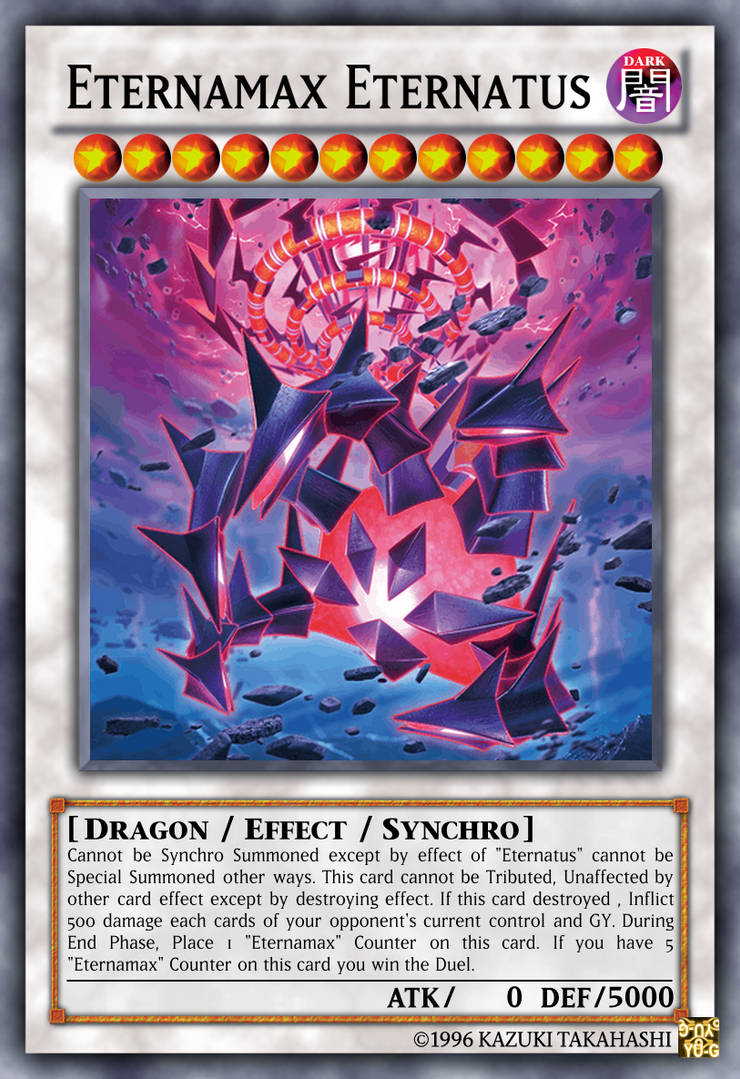 Eternamax Eternatus
DARK
闇
[ Dragon / Effect / Synchro ]
Cannot be Synchro Summoned except by effect of "Eternatus" cannot be
Special Summoned other ways. This card cannot be Tributed, Unaffected by
other card effect except by destroying effect. If this card destroyed , Inflict
500 damage each cards of your opponent's current control and GY. During
End Phase, Place 1 "Eternamax" Counter on this card. If you have 5
"Eternamax" Counter on this card you win the Duel.
ATK/ 0 DEF/5000
©1996 KAZUKI TAKAHASHI